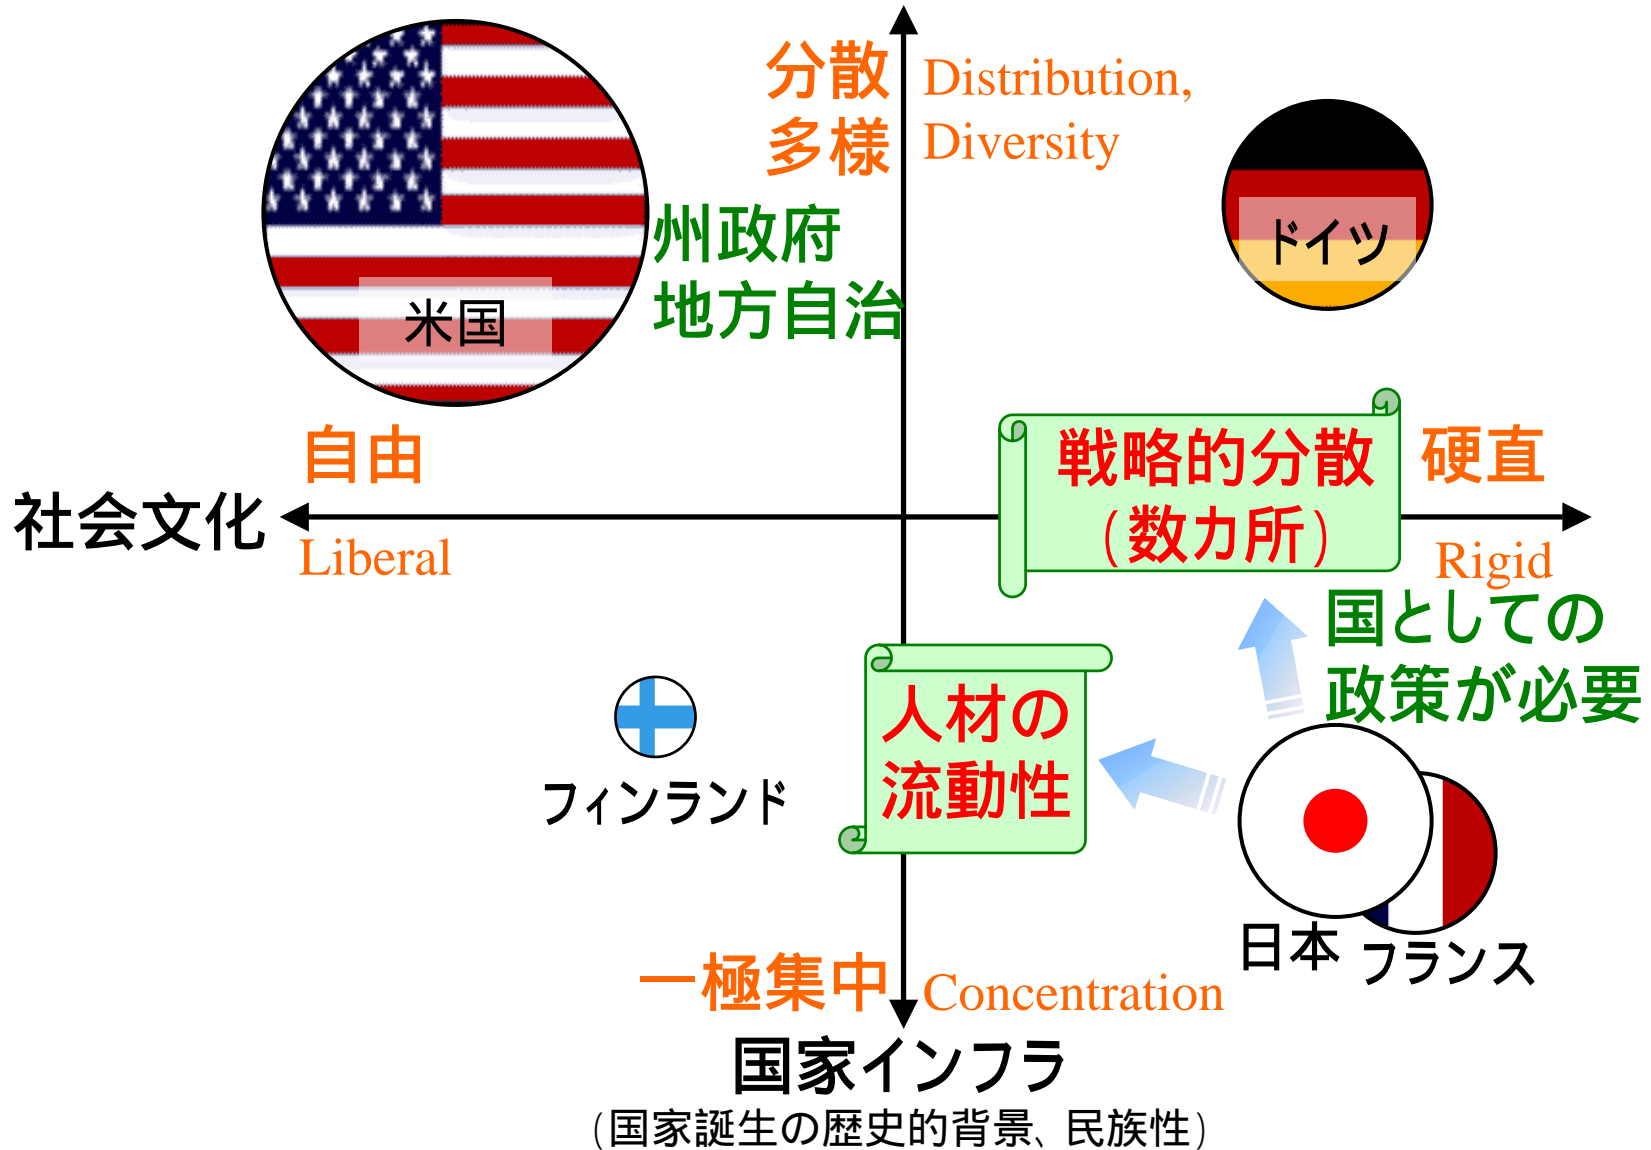 分散
多様
Distribution,
Diversity
米国
州政府
地方自治
ドイツ
自由
戦略的分散
(数カ所)
硬直
社会文化
Liberal
Rigid
国としての
政策が必要
人材の
流動性
フィンランド
日本
フランス
一極集中
Concentration
国家インフラ
(国家誕生の歴史的背景、民族性)